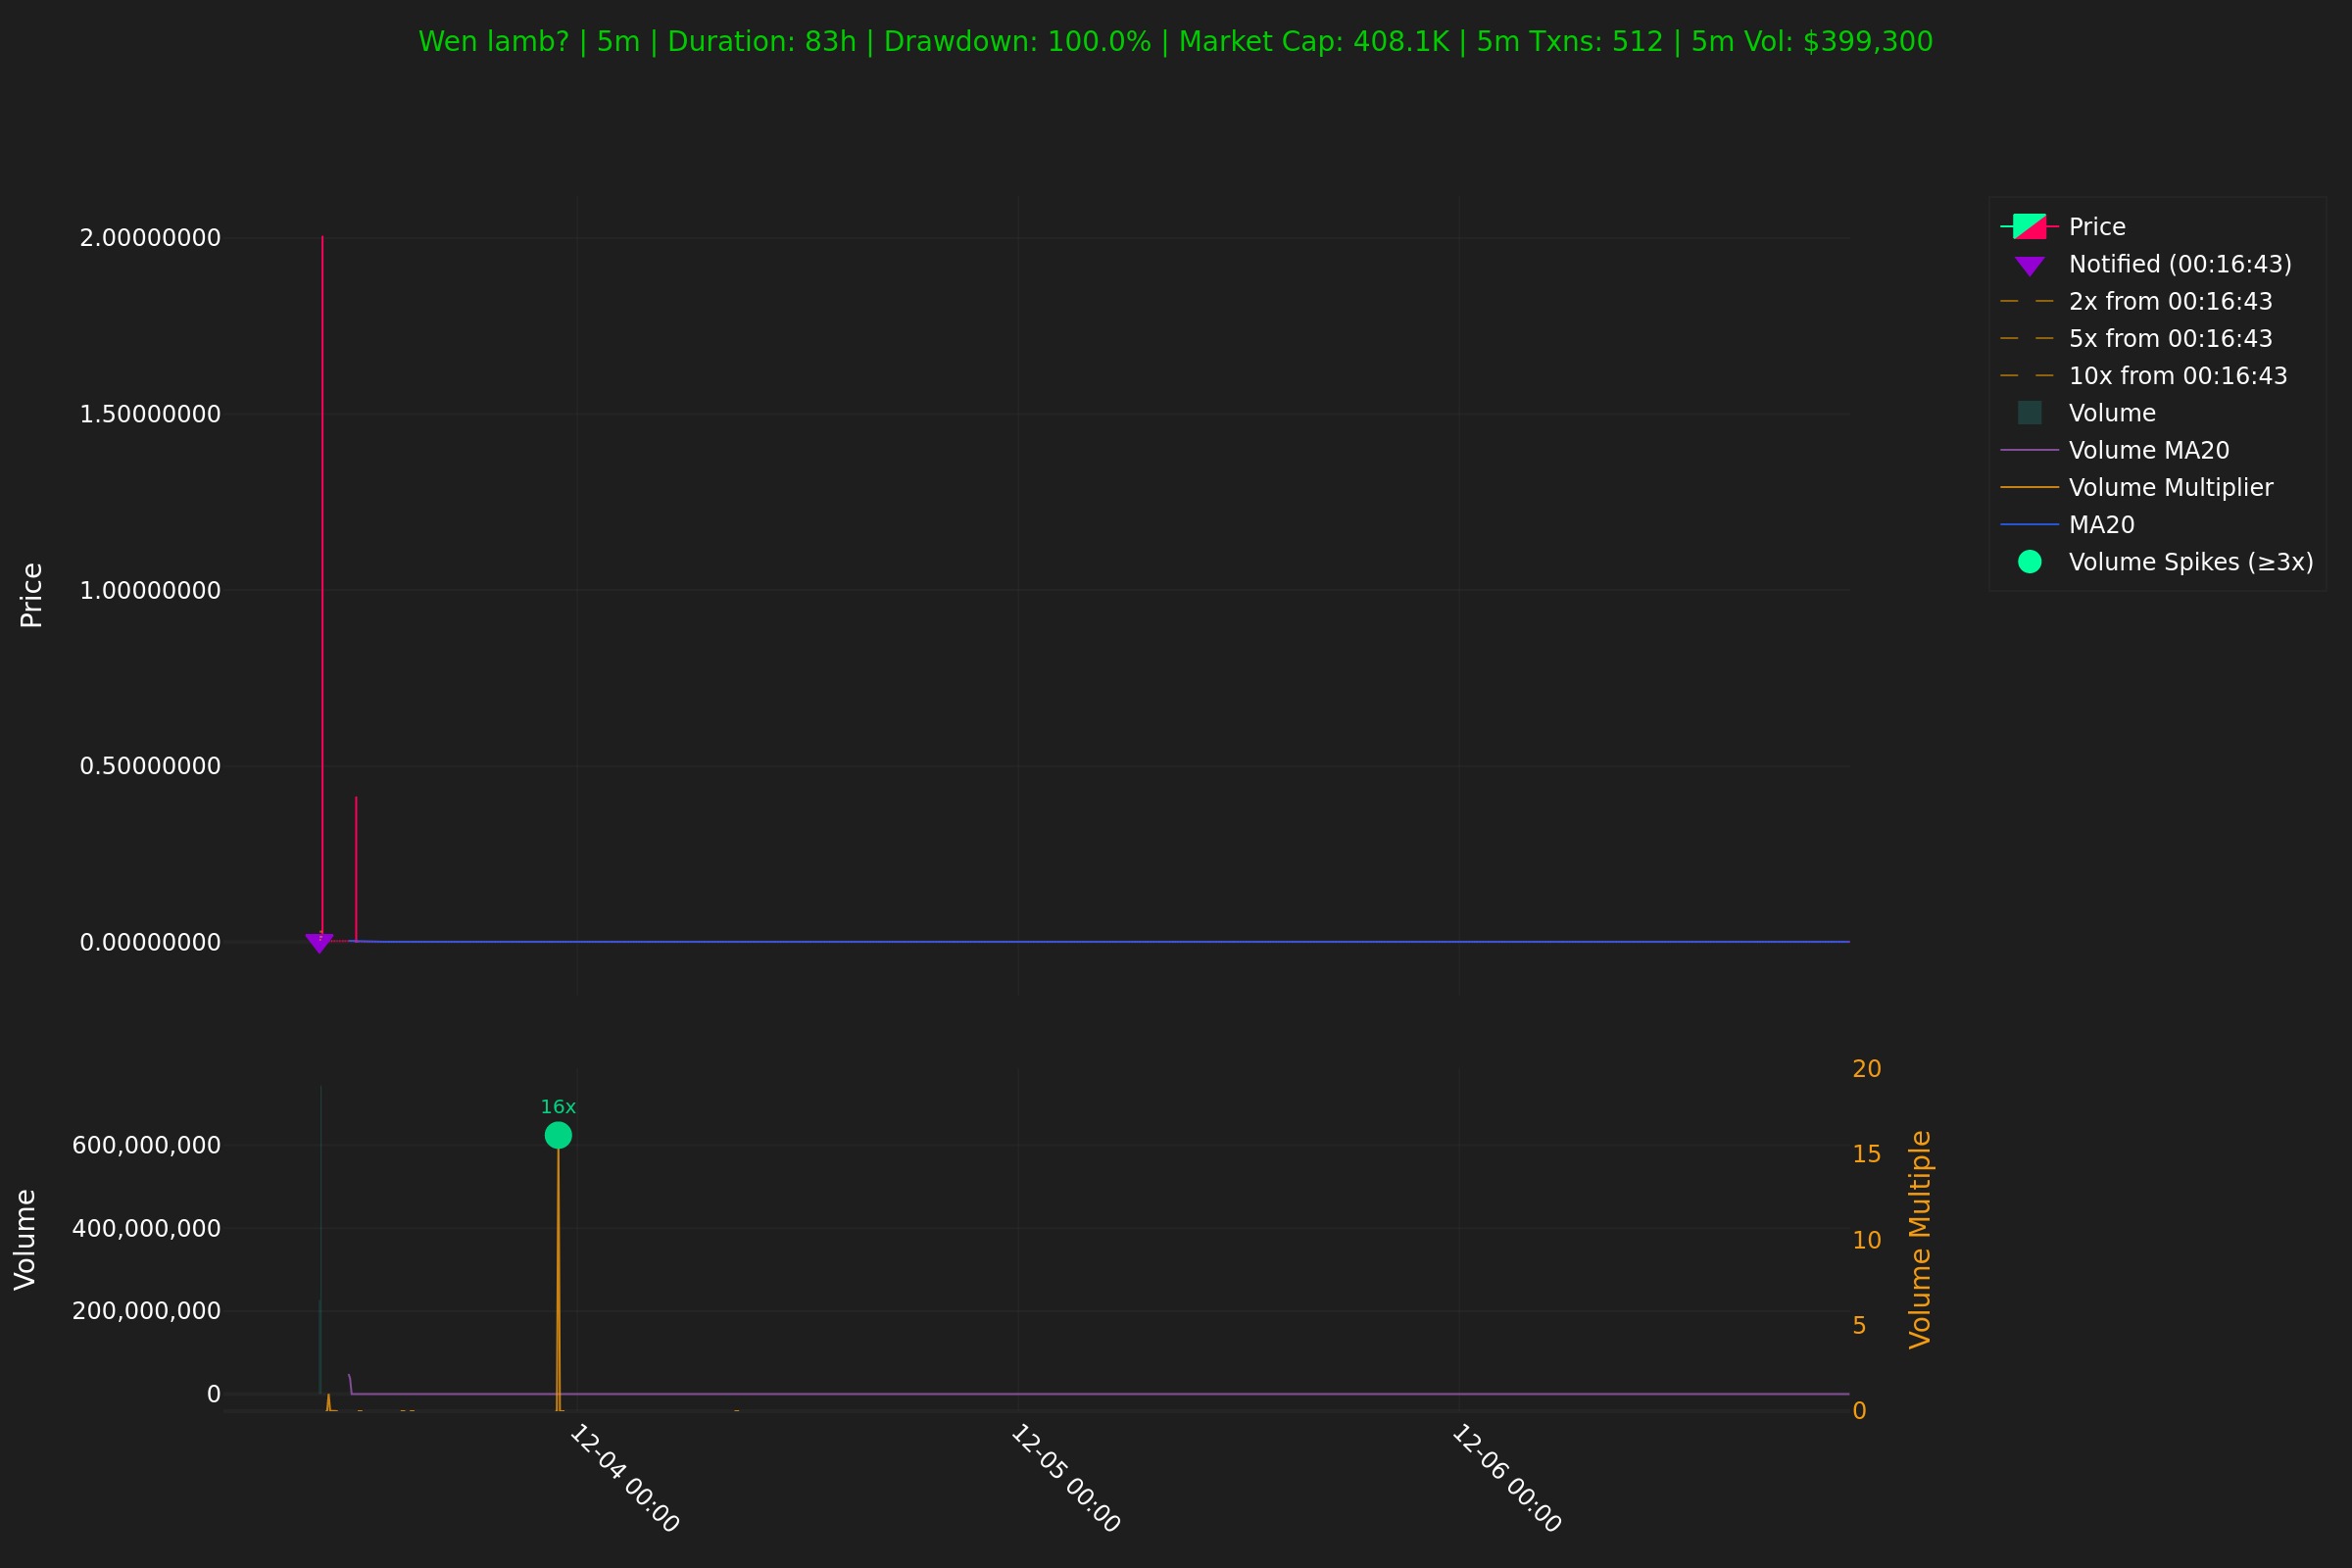 Wen lamb? | 5m | Duration: 83h | Drawdown: 100.0% | Market Cap: 408.1K | 5m Txns: 512 | 5m Vol: $399,300
Price
2.00000000
1.50000000
1.00000000
0.50000000
0.00000000
Price
Notified (00:16:43)
2x from 00:16:43
5x from 00:16:43
10x from 00:16:43
Volume
Volume MA20
Volume Multiplier
MA20
Volume Spikes (≥3x)
Volume
600,000,000
400,000,000
200,000,000
0
16x
20
15
10
5
0
Volume Multiple
12-04 00:00
12-05 00:00
12-06 00:00